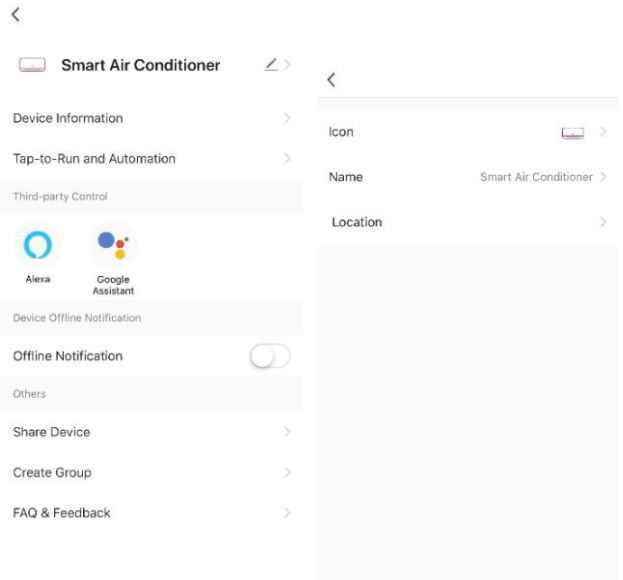 Smart Air Conditioner
Device Information
Tap-to-Run and Automation
Third-party Control
Alexa
Google
Assistant
Device Offline Notification
Offline Notification
Others
Share Device
Create Group
FAQ & Feedback
Icon
Name Smart Air Conditioner
Location